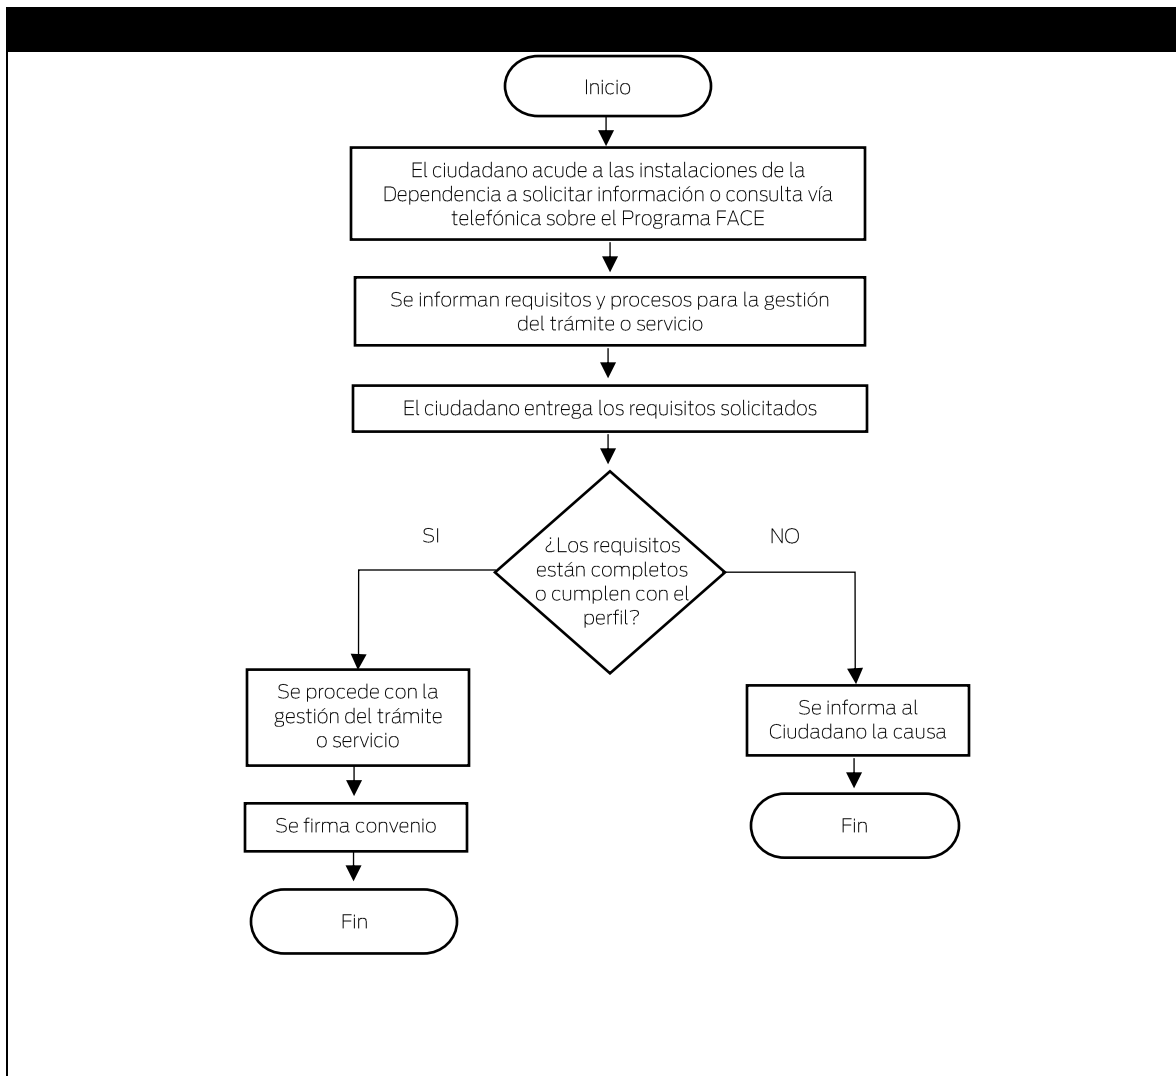 Inicio
El ciudadano acude a las instalaciones de la
Dependencia a solicitar información o consulta vía
telefónica sobre el Programa FACE
Se informan requisitos y procesos para la gestión
del trámite o servicio
El ciudadano entrega los requisitos solicitados
¿Los requisitos
están completos
o cumplen con el
perfil?
SI
NO
Se procede con la
gestión del trámite
o servicio
Se firma convenio
Fin
Se informa al
Ciudadano la causa
Fin